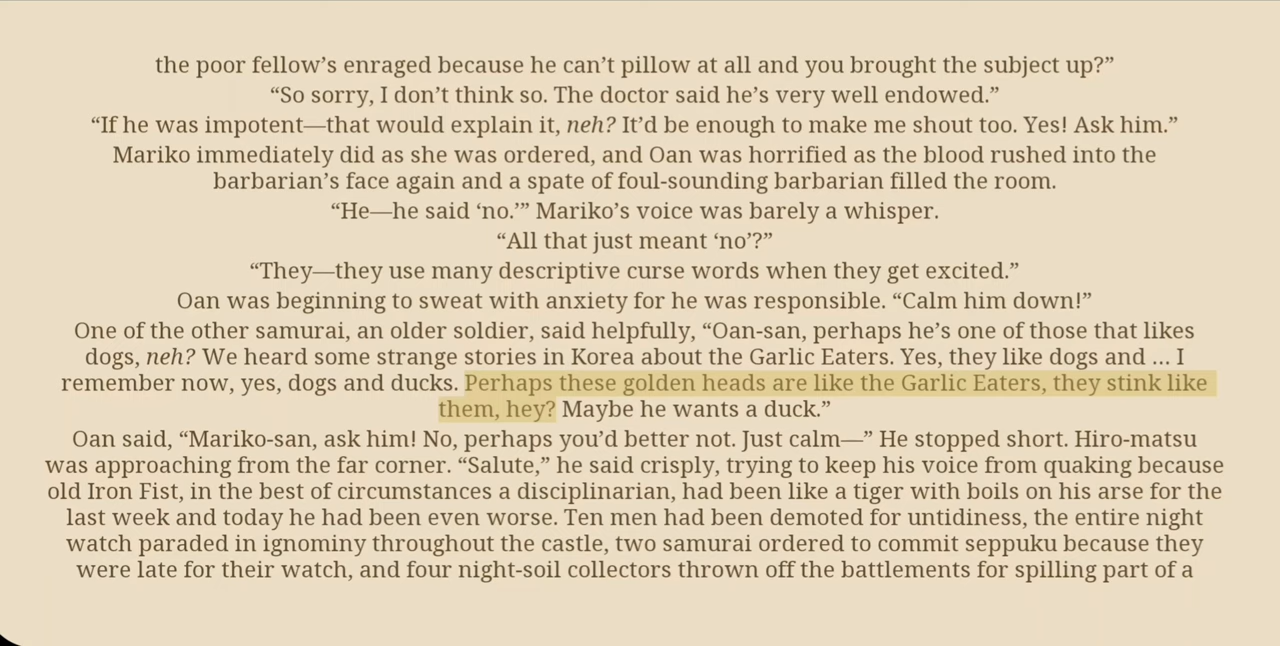 the poor fellow’s enraged because he can’t pillow at all and you brought the subject up?”
“So sorry, I don’t think so. The doctor said he’s very well endowed.”
“If he was impotent—that would explain it, neh? It’d be enough to make me shout too. Yes! Ask him.”
Mariko immediately did as she was ordered, and Oan was horrified as the blood rushed into the
barbarian’s face again and a spate of foul-sounding barbarian filled the room.
“He—he said ‘no.’” Mariko’s voice was barely a whisper.
“All that just meant ‘no’?”
“They—they use many descriptive curse words when they get excited.”
Oan was beginning to sweat with anxiety for he was responsible. “Calm him down!”
One of the other samurai, an older soldier, said helpfully, “Oan-san, perhaps he’s one of those that likes
dogs, neh? We heard some strange stories in Korea about the Garlic Eaters. Yes, they like dogs and ... I
remember now, yes, dogs and ducks. Perhaps these golden heads are like the Garlic Eaters, they stink like
them, hey? Maybe he wants a duck.”
Oan said, “Mariko-san, ask him! No, perhaps you’d better not. Just calm—” He stopped short. Hiro-matsu
was approaching from the far corner. “Salute,” he said crisply, trying to keep his voice from quaking because
old Iron Fist, in the best of circumstances a disciplinarian, had been like a tiger with boils on his arse for the
last week and today he had been even worse. Ten men had been demoted for untidiness, the entire night
watch paraded in ignominy throughout the castle, two samurai ordered to commit seppuku because they
were late for their watch, and four night-soil collectors thrown off the battlements for spilling part of a